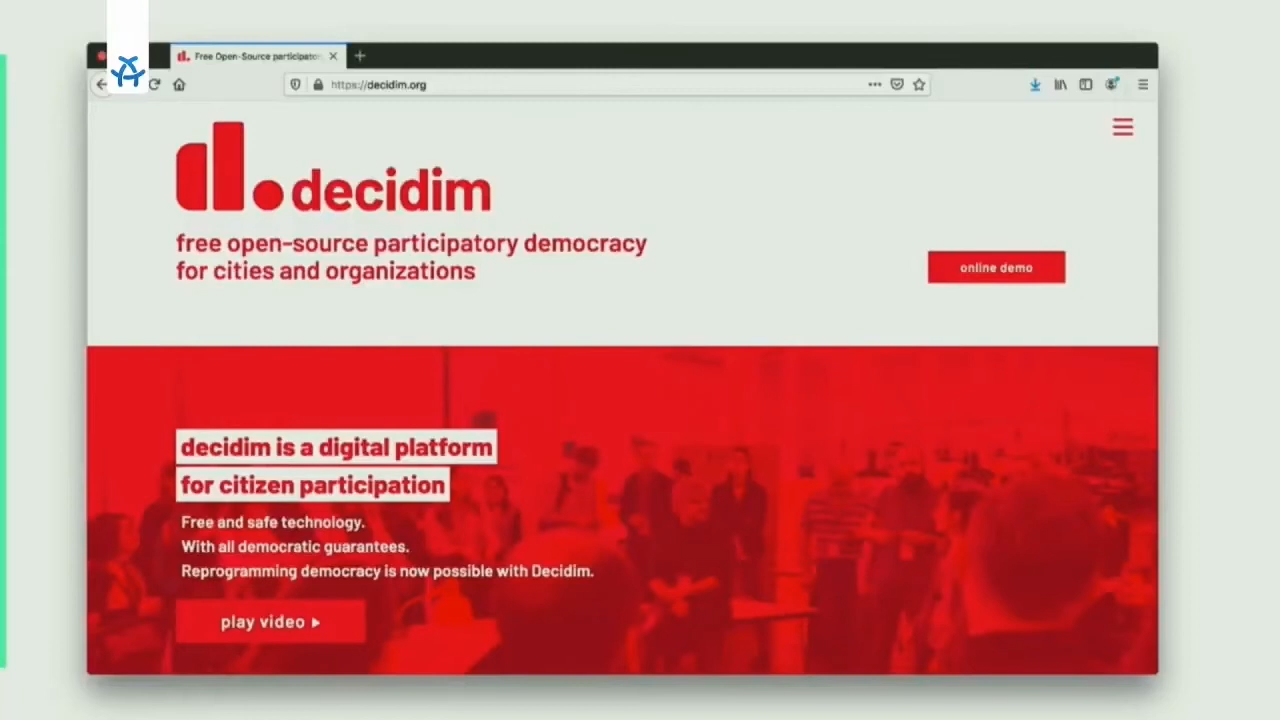 Free Open-Source participator
https://decidim.org
decidim
free open-source participatory democracy
for cities and organizations
online demo
decidim is a digital platform
for citizen participation
Free and safe technology.
With all democratic guarantees.
Reprogramming democracy is now possible with Decidim.
play video